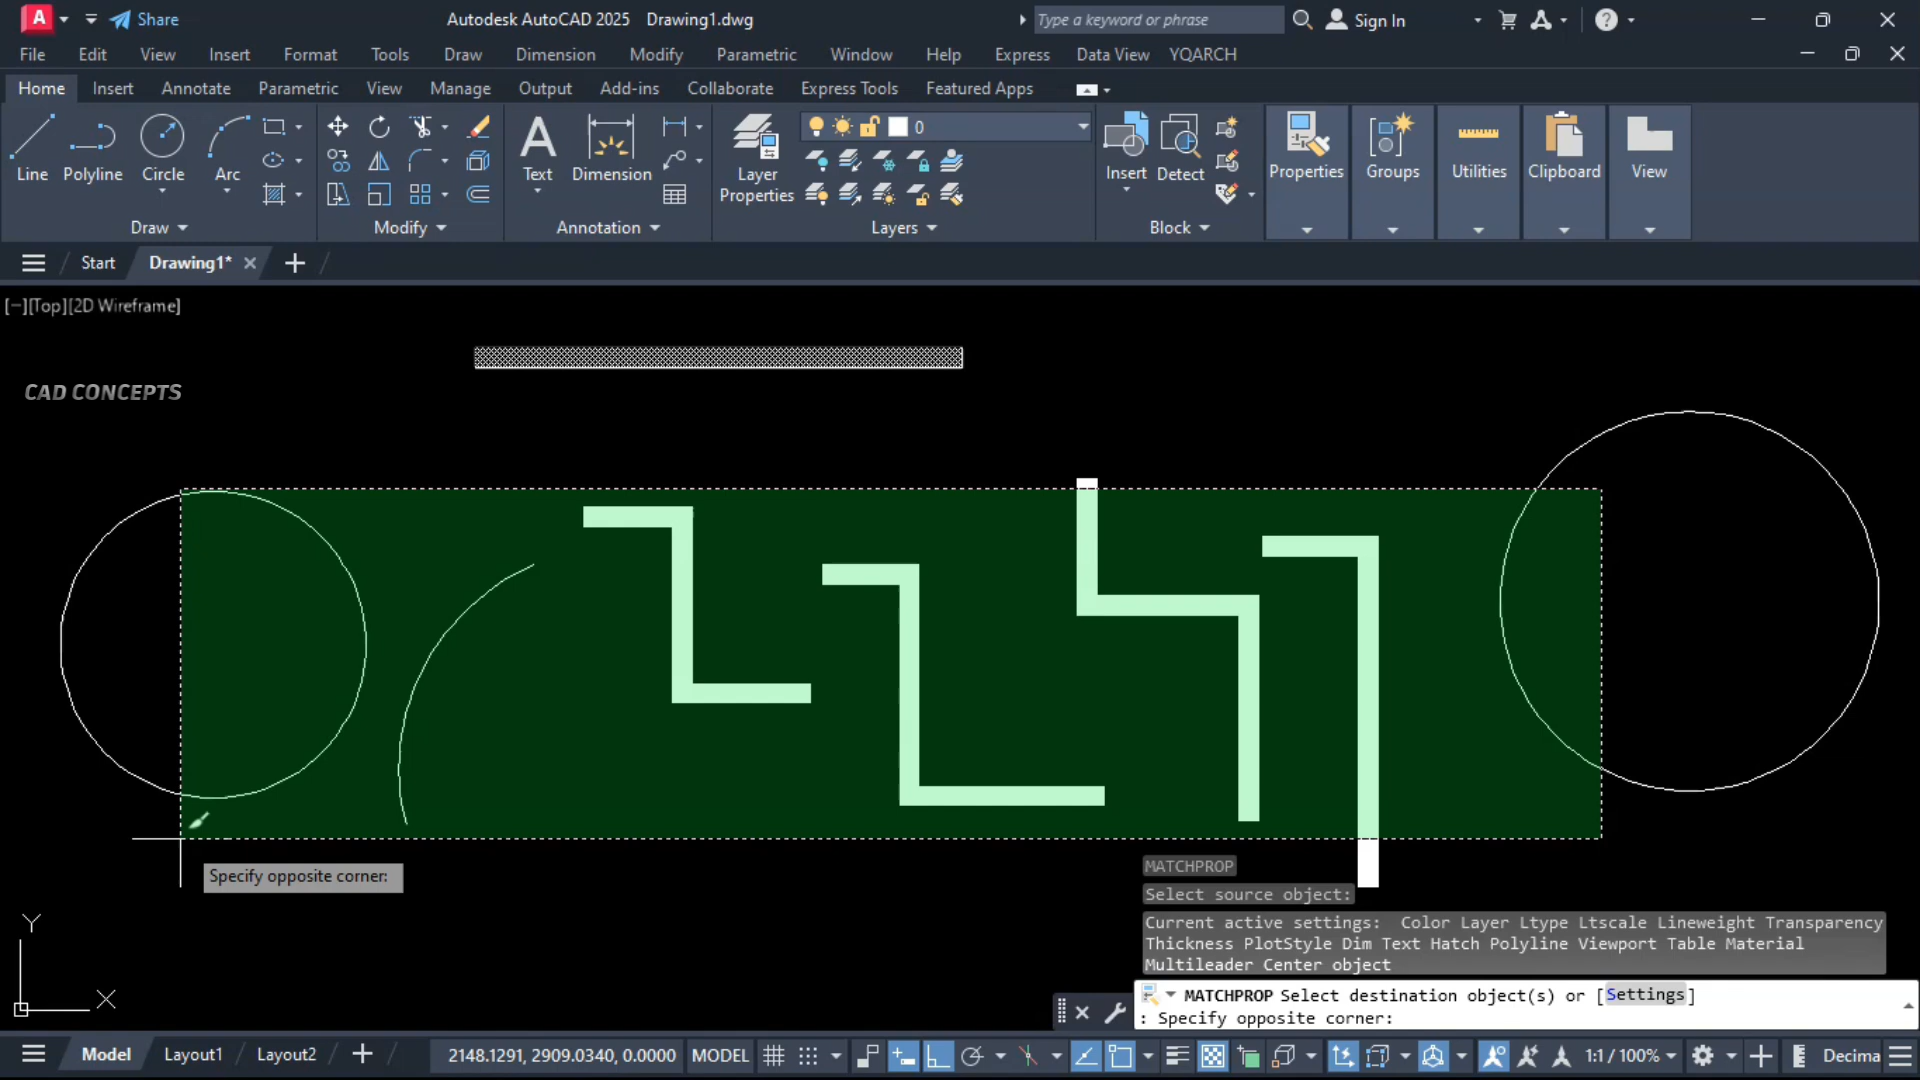 A Share Autodesk AutoCAD 2025 Drawing1.dwg Type a keyword or phrase Sign In
File Edit View Insert Format Tools Draw Dimension Modify Parametric Window Help Express Data View YQARCH
Home Insert Annotate Parametric View Manage Output Add-ins Collaborate Express Tools Featured Apps
0
Line Polyline Circle Arc Text Dimension Layer Properties Insert Detect Properties Groups Utilities Clipboard View
Draw Modify Annotation Layers Block
Start Drawing1*
[−][Top][2D Wireframe]
CAD CONCEPTS
Specify opposite corner:
MATCHPROP
Select source object:
Current active settings: Color Layer Ltype Ltscale Lineweight Transparency
Thickness PlotStyle Dim Text Hatch Polyline Viewport Table Material
Multileader Center object
MATCHPROP Select destination object(s) or [Settings]
: Specify opposite corner:
Y
X
Model Layout1 Layout2 2148.1291, 2909.0340, 0.0000 MODEL 1:1 / 100% Decima